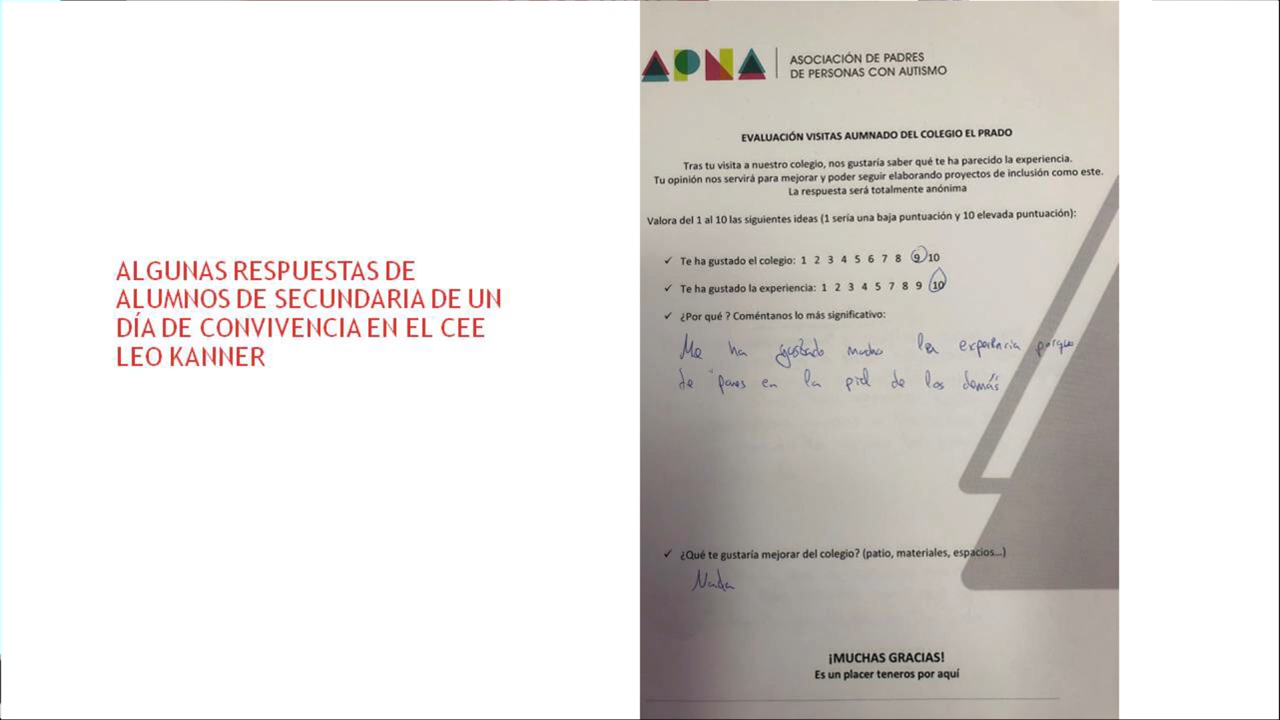 ALGUNAS RESPUESTAS DE
ALUMNOS DE SECUNDARIA DE UN
DÍA DE CONVIVENCIA EN EL CEE
LEO KANNER
APNA
ASOCIACIÓN DE PADRES
DE PERSONAS CON AUTISMO
EVALUACIÓN VISITAS AUMNADO DEL COLEGIO EL PRADO
Tras tu visita a nuestro colegio, nos gustaría saber qué te ha parecido la experiencia.
Tu opinión nos servirá para mejorar y poder seguir elaborando proyectos de inclusión como este.
La respuesta será totalmente anónima
Valora del 1 al 10 las siguientes ideas (1 sería una baja puntuación y 10 elevada puntuación):
✓ Te ha gustado el colegio: 1 2 3 4 5 6 7 8 9 10
✓ Te ha gustado la experiencia: 1 2 3 4 5 7 8 9 10
✓ ¿Por qué ? Coméntanos lo más significativo:
Me ha gustado mucho la experiencia porque
de en la piel de los demás
✓ ¿Qué te gustaría mejorar del colegio? (patio, materiales, espacios...)
Nada
¡MUCHAS GRACIAS!
Es un placer teneros por aquí